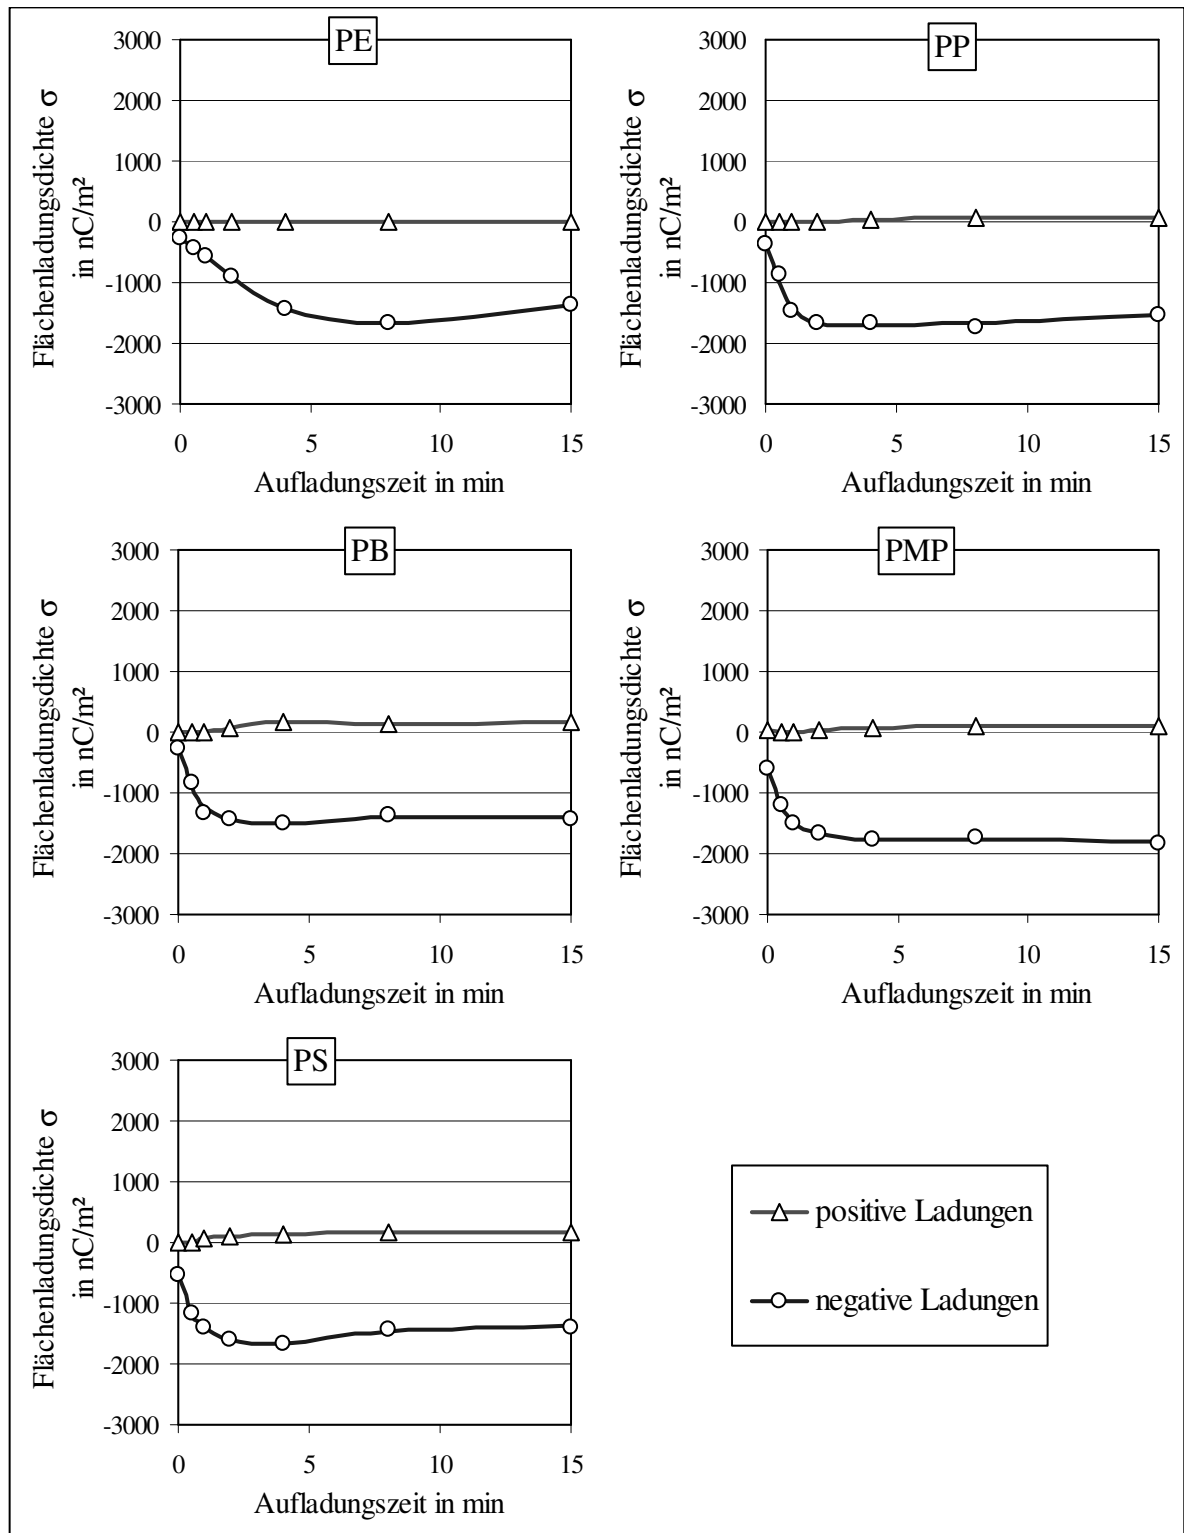 PE
3000
2000
1000
0
-1000
-2000
-3000
0 5 10 15
Flächenladungsdichte σ
in nC/m²
Aufladungszeit in min
PP
3000
2000
1000
0
-1000
-2000
-3000
0 5 10 15
Flächenladungsdichte σ
in nC/m²
Aufladungszeit in min
PB
3000
2000
1000
0
-1000
-2000
-3000
0 5 10 15
Flächenladungsdichte σ
in nC/m²
Aufladungszeit in min
PMP
3000
2000
1000
0
-1000
-2000
-3000
0 5 10 15
Flächenladungsdichte σ
in nC/m²
Aufladungszeit in min
PS
3000
2000
1000
0
-1000
-2000
-3000
0 5 10 15
Flächenladungsdichte σ
in nC/m²
Aufladungszeit in min
positive Ladungen
negative Ladungen